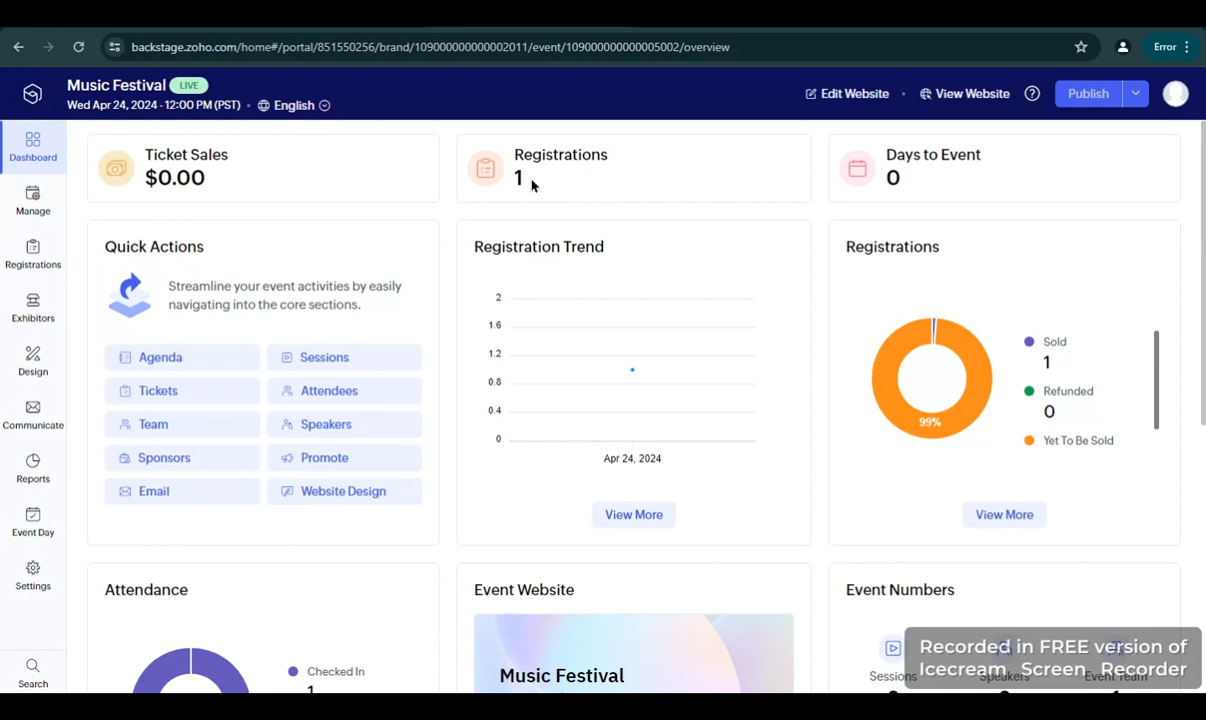 backstage.zoho.com/home#/portal/851550256/brand/10900000000002011/event/109000000000005002/overview
Error
Music Festival LIVE
Wed Apr 24, 2024 - 12:00 PM (PST) • English
Edit Website • View Website
Publish
Dashboard
Manage
Registrations
Exhibitors
Design
Communicate
Reports
Event Day
Settings
Search
Ticket Sales
$0.00
Registrations
1
Days to Event
0
Quick Actions
Streamline your event activities by easily
navigating into the core sections.
Agenda
Sessions
Tickets
Attendees
Team
Speakers
Sponsors
Promote
Email
Website Design
Registration Trend
2
1.6
1.2
0.8
0.4
0
Apr 24, 2024
View More
Registrations
99%
Sold
1
Refunded
0
Yet To Be Sold
View More
Attendance
Checked In
1
Event Website
Music Festival
Event Numbers
Sessions
Speakers
Event Team
Recorded in FREE version of
Icecream Screen Recorder